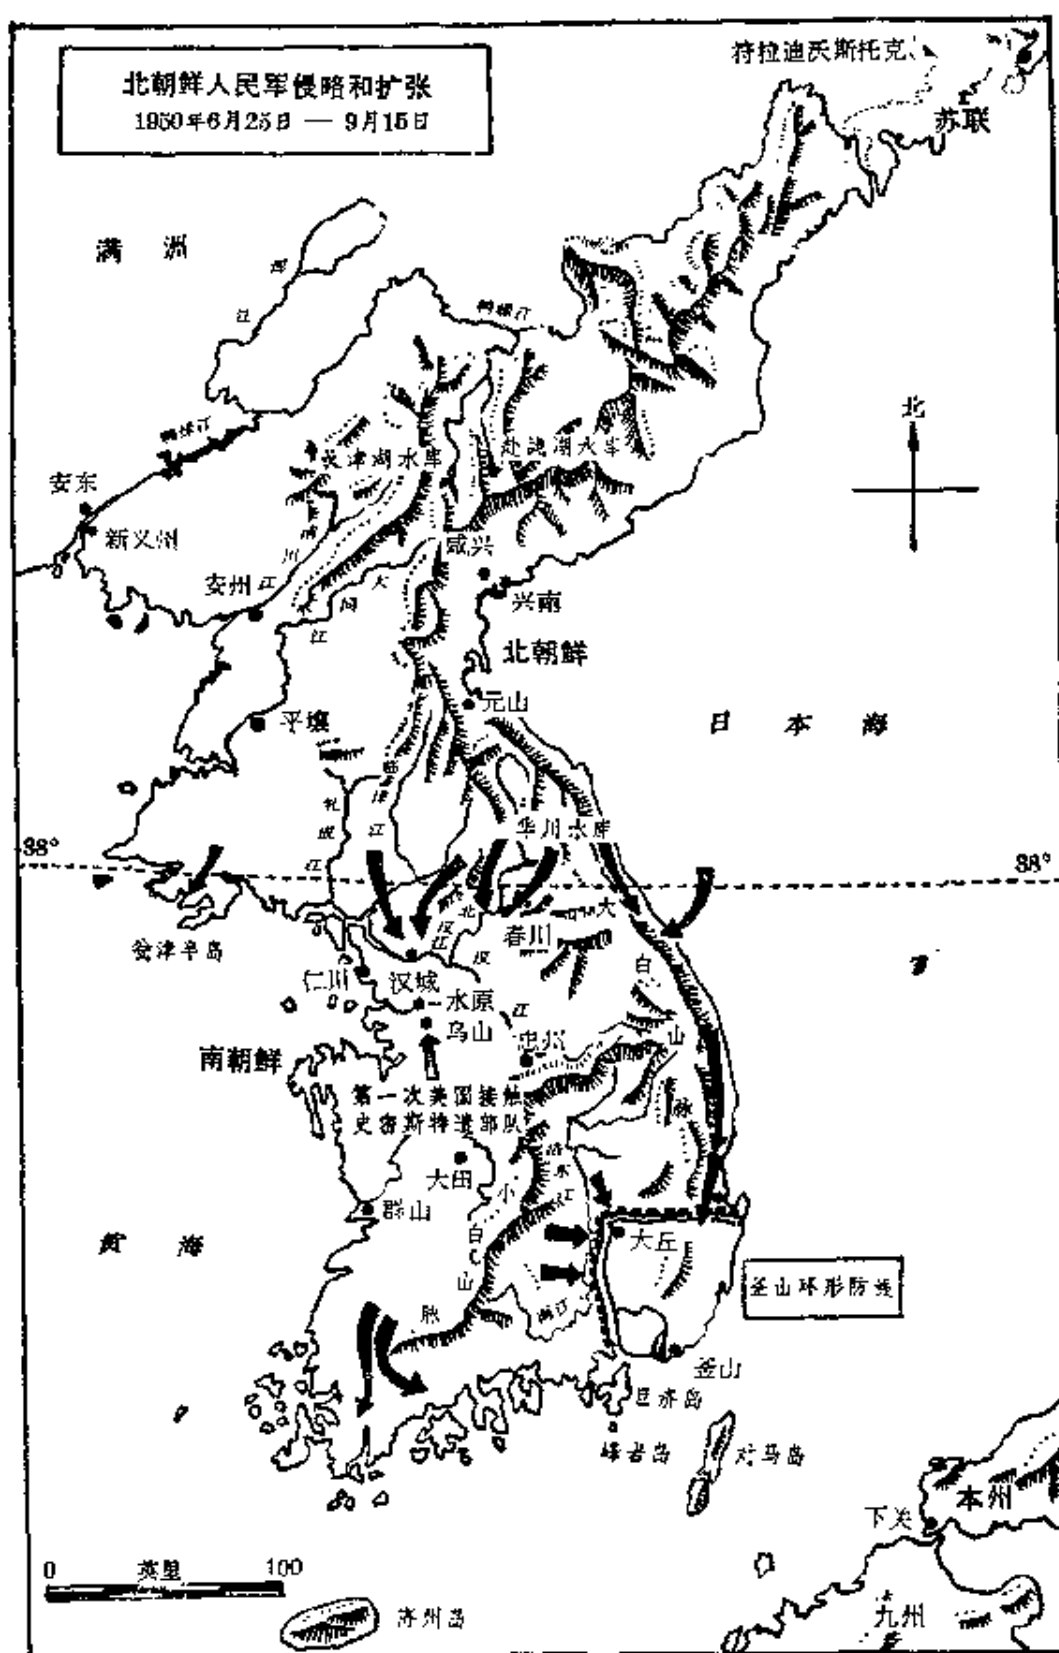 北朝鲜人民军侵略和扩张
1950年6月25日 — 9月15日
符拉迪沃斯托克
苏联
满洲
江
鸭绿江
鸭绿江
北
长津湖水库
赴战湖水库
安东
新义州
清川江
安州
咸兴
兴南
大同江
北朝鲜
元山
平壤
日本海
临津江
礼成江
华川水库
38°
38°
瓮津半岛
北汉江
春川
大白山脉
仁川
汉城
汉江
水原
乌山
忠州
南朝鲜
第一次美国接触
史密斯特遣部队
大田
洛东江
群山
小白山脉
大丘
黄海
南江
釜山环形防线
釜山
巨济岛
对马岛
本州
下关
九州
0 英里 100
济州岛